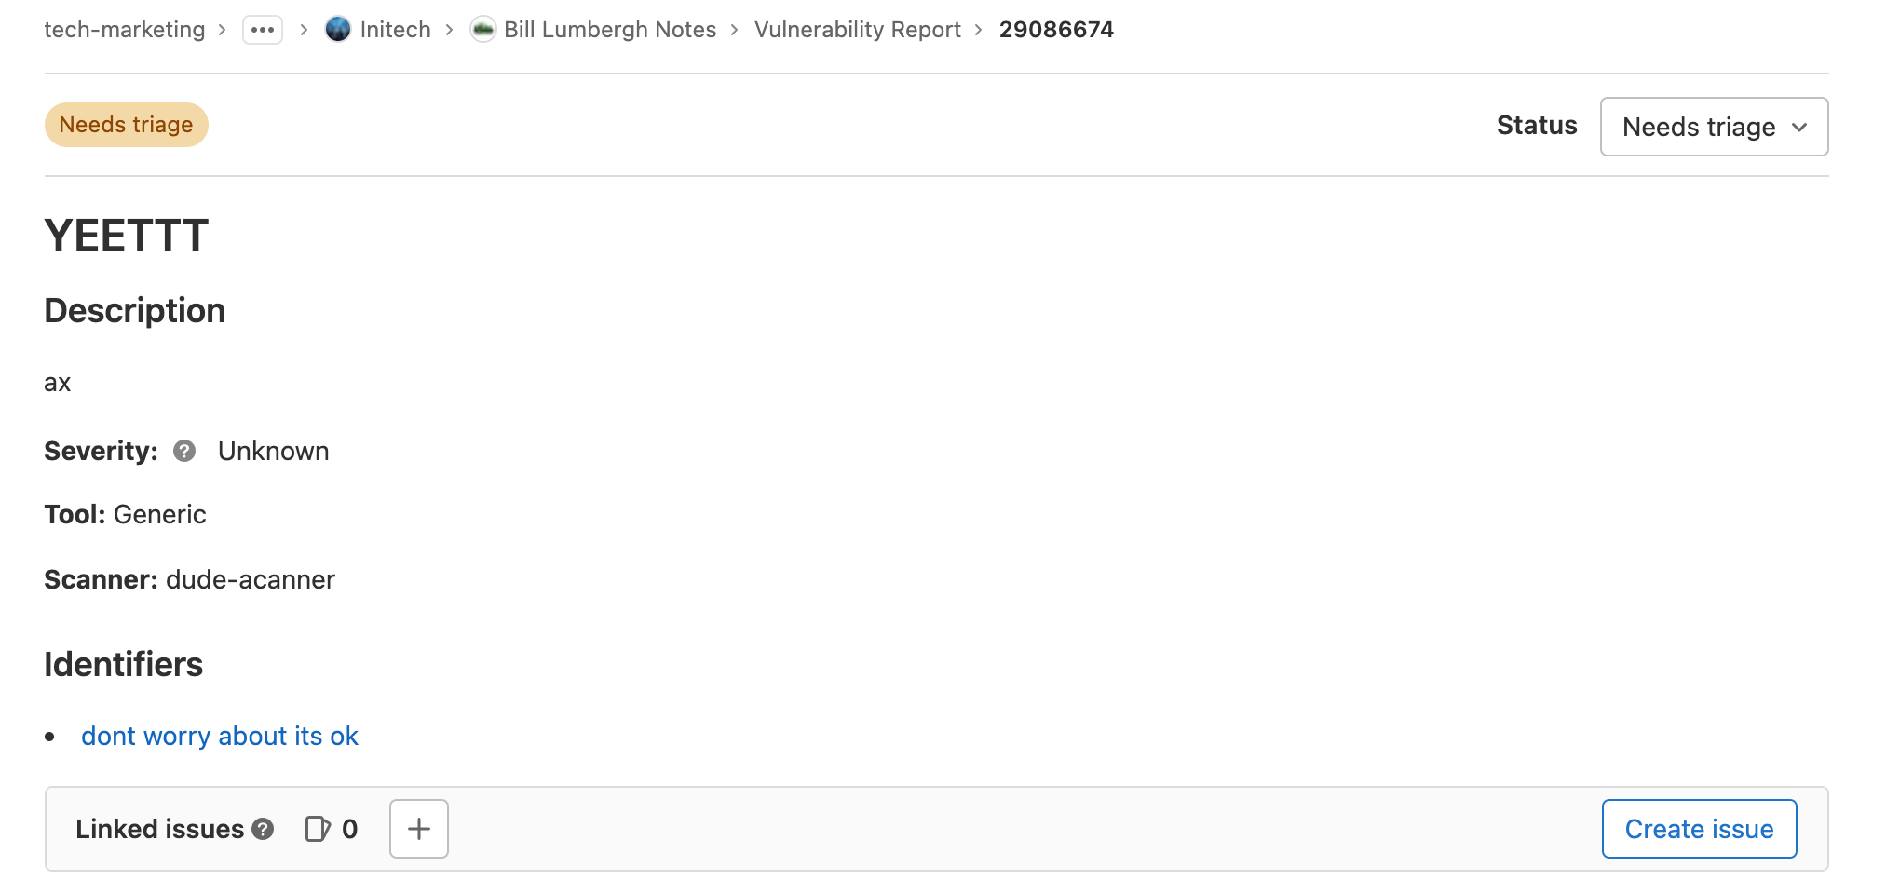 tech-marketing > ••• > Initech > Bill Lumbergh Notes > Vulnerability Report > 29086674
Needs triage
Status Needs triage
YEETTT
Description
ax
Severity: ? Unknown
Tool: Generic
Scanner: dude-acanner
Identifiers
• dont worry about its ok
Linked issues ? 0 + Create issue